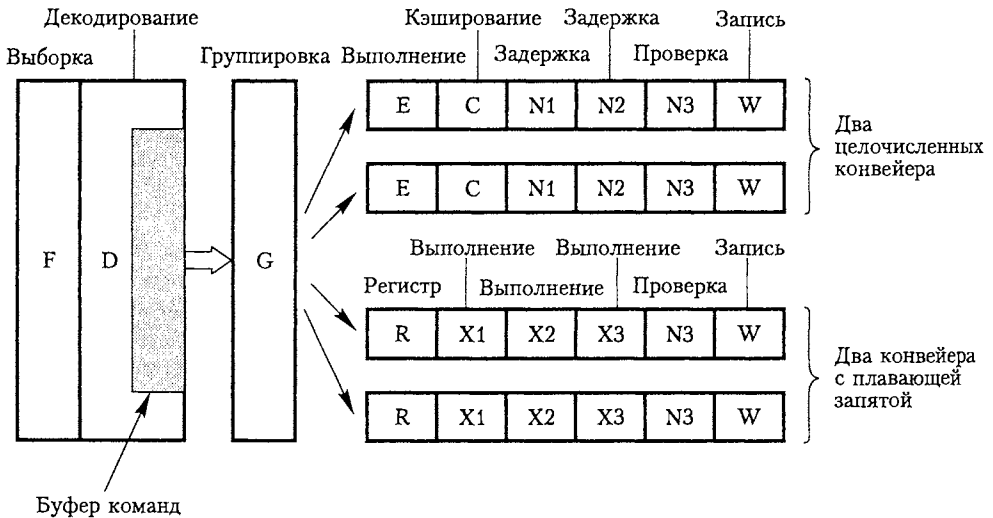 Декодирование
Кэширование
Задержка
Запись
Выборка
Группировка
Выполнение
Задержка
Проверка
E C N1 N2 N3 W
Два
целочисленных
конвейера
E C N1 N2 N3 W
F D G
Выполнение
Выполнение
Запись
Регистр
Выполнение
Проверка
R X1 X2 X3 N3 W
Два конвейера
с плавающей
запятой
R X1 X2 X3 N3 W
Буфер команд